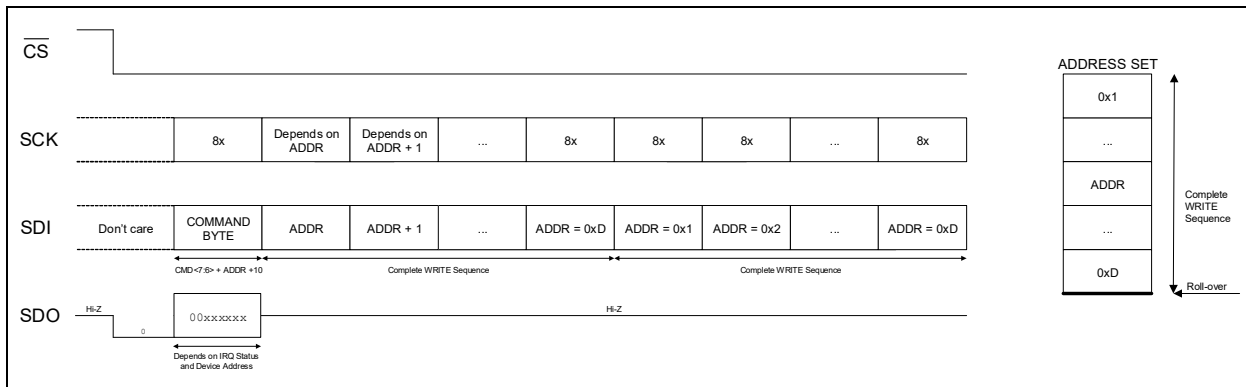 CS
SCK
8x
Depends on
ADDR
Depends on
ADDR + 1
...
8x
8x
8x
...
8x
SDI
Don't care
COMMAND
BYTE
ADDR
ADDR + 1
...
ADDR = 0xD
ADDR = 0x1
ADDR = 0x2
...
ADDR = 0xD
CMD<7:6> + ADDR +10
Complete WRITE Sequence
Complete WRITE Sequence
SDO
Hi-Z
0
00xxxxxx
Hi-Z
Depends on IRQ Status
and Device Address
ADDRESS SET
0x1
...
ADDR
...
0xD
Complete
WRITE
Sequence
Roll-over